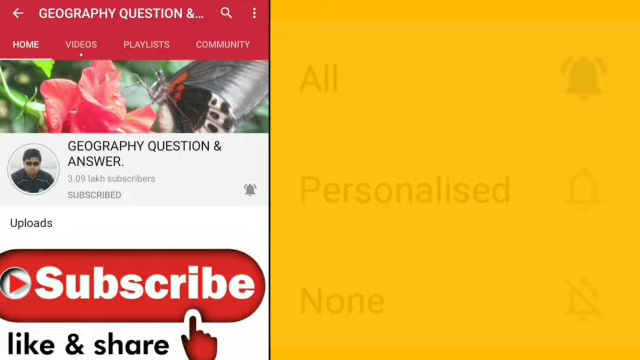 GEOGRAPHY QUESTION &...
HOME VIDEOS PLAYLISTS COMMUNITY
GEOGRAPHY QUESTION &
ANSWER.
3.09 lakh subscribers
SUBSCRIBED
Uploads
Subscribe
like & share
All
Personalised
None